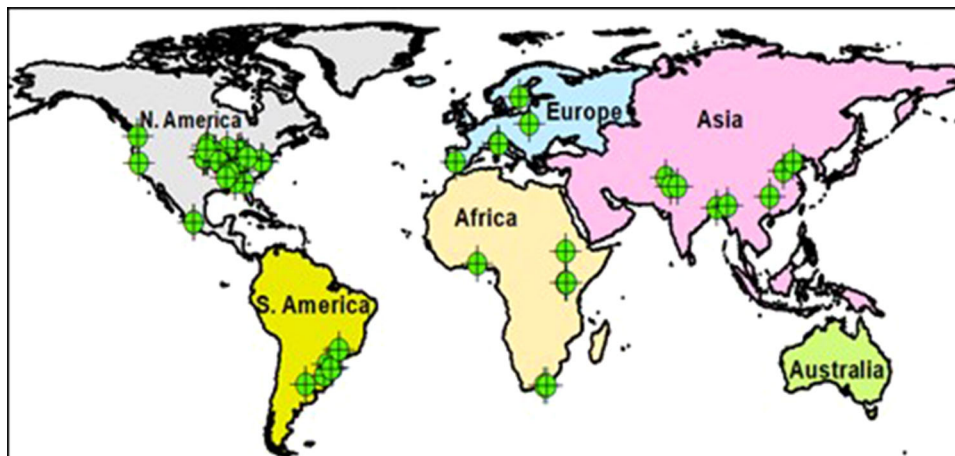 N. America
Europe
Asia
Africa
S. America
Australia